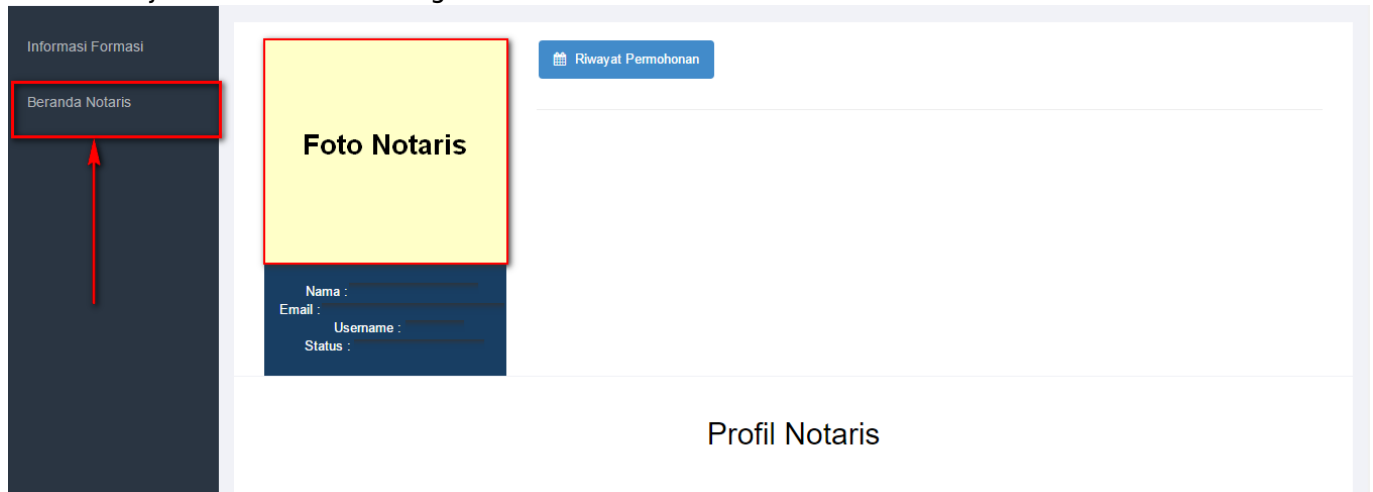 Informasi Formasi
Beranda Notaris
Foto Notaris
Nama :
Email :
Username :
Status :
Riwayat Permohonan
Profil Notaris